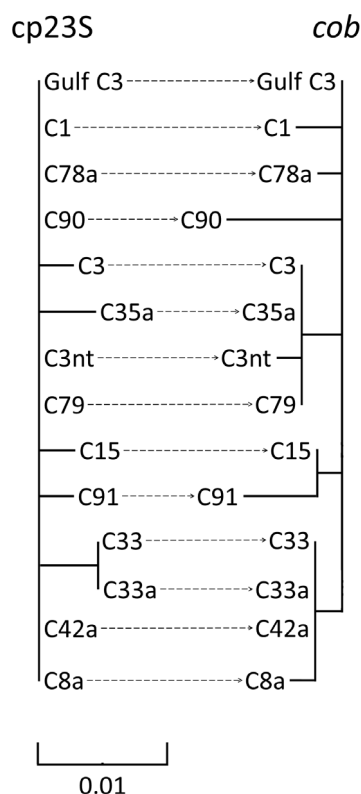 cp23S cob
Gulf C3 Gulf C3
C1 C1
C78a C78a
C90 C90
C3 C3
C35a C35a
C3nt C3nt
C79 C79
C15 C15
C91 C91
C33 C33
C33a C33a
C42a C42a
C8a C8a
0.01